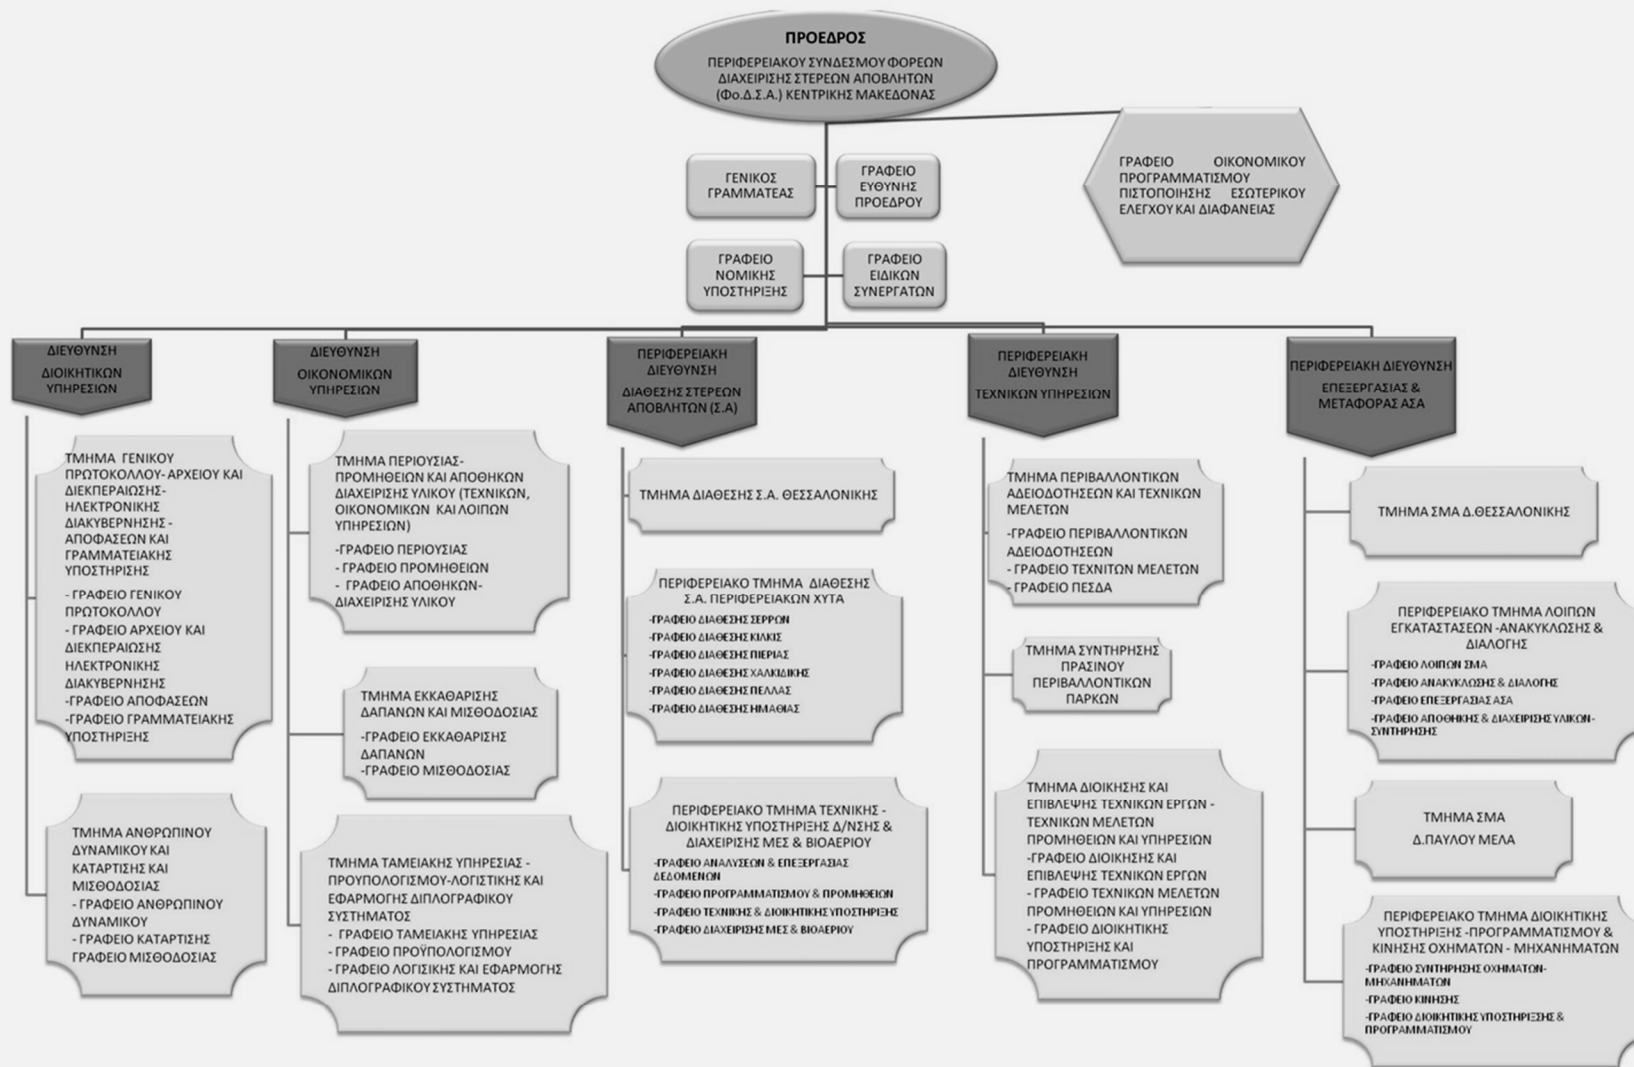 ΠΡΟΕΔΡΟΣ
ΠΕΡΙΦΕΡΕΙΑΚΟΥ ΣΥΝΔΕΣΜΟΥ ΦΟΡΕΩΝ
ΔΙΑΧΕΙΡΙΣΗΣ ΣΤΕΡΕΩΝ ΑΠΟΒΛΗΤΩΝ
(Φο.Δ.Σ.Α.) ΚΕΝΤΡΙΚΗΣ ΜΑΚΕΔΟΝΑΣ
ΓΕΝΙΚΟΣ
ΓΡΑΜΜΑΤΕΑΣ
ΓΡΑΦΕΙΟ
ΕΥΘΥΝΗΣ
ΠΡΟΕΔΡΟΥ
ΓΡΑΦΕΙΟ ΟΙΚΟΝΟΜΙΚΟΥ
ΠΡΟΓΡΑΜΜΑΤΙΣΜΟΥ
ΠΙΣΤΟΠΟΙΗΣΗΣ ΕΣΩΤΕΡΙΚΟΥ
ΕΛΕΓΧΟΥ ΚΑΙ ΔΙΑΦΑΝΕΙΑΣ
ΓΡΑΦΕΙΟ
ΝΟΜΙΚΗΣ
ΥΠΟΣΤΗΡΙΞΗΣ
ΓΡΑΦΕΙΟ
ΕΙΔΙΚΩΝ
ΣΥΝΕΡΓΑΤΩΝ
ΔΙΕΥΘΥΝΣΗ
ΔΙΟΙΚΗΤΙΚΩΝ
ΥΠΗΡΕΣΙΩΝ
ΤΜΗΜΑ ΓΕΝΙΚΟΥ
ΠΡΩΤΟΚΟΛΛΟΥ- ΑΡΧΕΙΟΥ ΚΑΙ
ΔΙΕΚΠΕΡΑΙΩΣΗΣ-
ΗΛΕΚΤΡΟΝΙΚΗΣ
ΔΙΑΚΥΒΕΡΝΗΣΗΣ -
ΑΠΟΦΑΣΕΩΝ ΚΑΙ
ΓΡΑΜΜΑΤΕΙΑΚΗΣ
ΥΠΟΣΤΗΡΙΣΗΣ
- ΓΡΑΦΕΙΟ ΓΕΝΙΚΟΥ
ΠΡΩΤΟΚΟΛΛΟΥ
- ΓΡΑΦΕΙΟ ΑΡΧΕΙΟΥ ΚΑΙ
ΔΙΕΚΠΕΡΑΙΩΣΗΣ
ΗΛΕΚΤΡΟΝΙΚΗΣ
ΔΙΑΚΥΒΕΡΝΗΣΗΣ
-ΓΡΑΦΕΙΟ ΑΠΟΦΑΣΕΩΝ
-ΓΡΑΦΕΙΟ ΓΡΑΜΜΑΤΕΙΑΚΗΣ
ΥΠΟΣΤΗΡΙΞΗΣ
ΤΜΗΜΑ ΑΝΘΡΩΠΙΝΟΥ
ΔΥΝΑΜΙΚΟΥ ΚΑΙ
ΚΑΤΑΡΤΙΣΗΣ ΚΑΙ
ΜΙΣΘΟΔΟΣΙΑΣ
- ΓΡΑΦΕΙΟ ΑΝΘΡΩΠΙΝΟΥ
ΔΥΝΑΜΙΚΟΥ
- ΓΡΑΦΕΙΟ ΚΑΤΑΡΤΙΣΗΣ
ΓΡΑΦΕΙΟ ΜΙΣΘΟΔΟΣΙΑΣ
ΔΙΕΥΘΥΝΣΗ
ΟΙΚΟΝΟΜΙΚΩΝ
ΥΠΗΡΕΣΙΩΝ
ΤΜΗΜΑ ΠΕΡΙΟΥΣΙΑΣ-
ΠΡΟΜΗΘΕΙΩΝ ΚΑΙ ΑΠΟΘΗΚΩΝ
ΔΙΑΧΕΙΡΙΣΗΣ ΥΛΙΚΟΥ (ΤΕΧΝΙΚΩΝ,
ΟΙΚΟΝΟΜΙΚΩΝ ΚΑΙ ΛΟΙΠΩΝ
ΥΠΗΡΕΣΙΩΝ)
-ΓΡΑΦΕΙΟ ΠΕΡΙΟΥΣΙΑΣ
- ΓΡΑΦΕΙΟ ΠΡΟΜΗΘΕΙΩΝ
- ΓΡΑΦΕΙΟ ΑΠΟΘΗΚΩΝ-
ΔΙΑΧΕΙΡΙΣΗΣ ΥΛΙΚΟΥ
ΤΜΗΜΑ ΕΚΚΑΘΑΡΙΣΗΣ
ΔΑΠΑΝΩΝ ΚΑΙ ΜΙΣΘΟΔΟΣΙΑΣ
-ΓΡΑΦΕΙΟ ΕΚΚΑΘΑΡΙΣΗΣ
ΔΑΠΑΝΩΝ
-ΓΡΑΦΕΙΟ ΜΙΣΘΟΔΟΣΙΑΣ
ΤΜΗΜΑ ΤΑΜΕΙΑΚΗΣ ΥΠΗΡΕΣΙΑΣ -
ΠΡΟΥΠΟΛΟΓΙΣΜΟΥ-ΛΟΓΙΣΤΙΚΗΣ ΚΑΙ
ΕΦΑΡΜΟΓΗΣ ΔΙΠΛΟΓΡΑΦΙΚΟΥ
ΣΥΣΤΗΜΑΤΟΣ
- ΓΡΑΦΕΙΟ ΤΑΜΕΙΑΚΗΣ ΥΠΗΡΕΣΙΑΣ
- ΓΡΑΦΕΙΟ ΠΡΟΫΠΟΛΟΓΙΣΜΟΥ
- ΓΡΑΦΕΙΟ ΛΟΓΙΣΙΚΗΣ ΚΑΙ ΕΦΑΡΜΟΓΗΣ
ΔΙΠΛΟΓΡΑΦΙΚΟΥ ΣΥΣΤΗΜΑΤΟΣ
ΠΕΡΙΦΕΡΕΙΑΚΗ
ΔΙΕΥΘΥΝΣΗ
ΔΙΑΘΕΣΗΣ ΣΤΕΡΕΩΝ
ΑΠΟΒΛΗΤΩΝ (Σ.Α)
ΤΜΗΜΑ ΔΙΑΘΕΣΗΣ Σ.Α. ΘΕΣΣΑΛΟΝΙΚΗΣ
ΠΕΡΙΦΕΡΕΙΑΚΟ ΤΜΗΜΑ ΔΙΑΘΕΣΗΣ
Σ.Α. ΠΕΡΙΦΕΡΕΙΑΚΩΝ ΧΥΤΑ
-ΓΡΑΦΕΙΟ ΔΙΑΘΕΣΗΣ ΣΕΡΡΩΝ
-ΓΡΑΦΕΙΟ ΔΙΑΘΕΣΗΣ ΚΙΛΚΙΣ
-ΓΡΑΦΕΙΟ ΔΙΑΘΕΣΗΣ ΠΙΕΡΙΑΣ
-ΓΡΑΦΕΙΟ ΔΙΑΘΕΣΗΣ ΧΑΛΚΙΔΙΚΗΣ
-ΓΡΑΦΕΙΟ ΔΙΑΘΕΣΗΣ ΠΕΛΛΑΣ
-ΓΡΑΦΕΙΟ ΔΙΑΘΕΣΗΣ ΗΜΑΘΙΑΣ
ΠΕΡΙΦΕΡΕΙΑΚΟ ΤΜΗΜΑ ΤΕΧΝΙΚΗΣ -
ΔΙΟΙΚΗΤΙΚΗΣ ΥΠΟΣΤΗΡΙΞΗΣ Δ/ΝΣΗΣ &
ΔΙΑΧΕΙΡΙΣΗΣ ΜΕΣ & ΒΙΟΑΕΡΙΟΥ
-ΓΡΑΦΕΙΟ ΑΝΑΛΥΣΕΩΝ & ΕΠΕΞΕΡΓΑΣΙΑΣ
ΔΕΔΟΜΕΝΩΝ
-ΓΡΑΦΕΙΟ ΠΡΟΓΡΑΜΜΑΤΙΣΜΟΥ & ΠΡΟΜΗΘΕΙΩΝ
-ΓΡΑΦΕΙΟ ΤΕΧΝΙΚΗΣ & ΔΙΟΙΚΗΤΙΚΗΣ ΥΠΟΣΤΗΡΙΞΗΣ
-ΓΡΑΦΕΙΟ ΔΙΑΧΕΙΡΙΣΗΣ ΜΕΣ & ΒΙΟΑΕΡΙΟΥ
ΠΕΡΙΦΕΡΕΙΑΚΗ
ΔΙΕΥΘΥΝΣΗ
ΤΕΧΝΙΚΩΝ ΥΠΗΡΕΣΙΩΝ
ΤΜΗΜΑ ΠΕΡΙΒΑΛΛΟΝΤΙΚΩΝ
ΑΔΕΙΟΔΟΤΗΣΕΩΝ ΚΑΙ ΤΕΧΝΙΚΩΝ
ΜΕΛΕΤΩΝ
-ΓΡΑΦΕΙΟ ΠΕΡΙΒΑΛΛΟΝΤΙΚΩΝ
ΑΔΕΙΟΔΟΤΗΣΕΩΝ
- ΓΡΑΦΕΙΟ ΤΕΧΝΙΤΩΝ ΜΕΛΕΤΩΝ
- ΓΡΑΦΕΙΟ ΠΕΣΔΑ
ΤΜΗΜΑ ΣΥΝΤΗΡΗΣΗΣ
ΠΡΑΣΙΝΟΥ
ΠΕΡΙΒΑΛΛΟΝΤΙΚΩΝ
ΠΑΡΚΩΝ
ΤΜΗΜΑ ΔΙΟΙΚΗΣΗΣ ΚΑΙ
ΕΠΙΒΛΕΨΗΣ ΤΕΧΝΙΚΩΝ ΕΡΓΩΝ -
ΤΕΧΝΙΚΩΝ ΜΕΛΕΤΩΝ
ΠΡΟΜΗΘΕΙΩΝ ΚΑΙ ΥΠΗΡΕΣΙΩΝ
-ΓΡΑΦΕΙΟ ΔΙΟΙΚΗΣΗΣ ΚΑΙ
ΕΠΙΒΛΕΨΗΣ ΤΕΧΝΙΚΩΝ ΕΡΓΩΝ
- ΓΡΑΦΕΙΟ ΤΕΧΝΙΚΩΝ ΜΕΛΕΤΩΝ
ΠΡΟΜΗΘΕΙΩΝ ΚΑΙ ΥΠΗΡΕΣΙΩΝ
- ΓΡΑΦΕΙΟ ΔΙΟΙΚΗΤΙΚΗΣ
ΥΠΟΣΤΗΡΙΞΗΣ ΚΑΙ
ΠΡΟΓΡΑΜΜΑΤΙΣΜΟΥ
ΠΕΡΙΦΕΡΕΙΑΚΗ ΔΙΕΥΘΥΝΣΗ
ΕΠΕΞΕΡΓΑΣΙΑΣ &
ΜΕΤΑΦΟΡΑΣ ΑΣΑ
ΤΜΗΜΑ ΣΜΑ Δ.ΘΕΣΣΑΛΟΝΙΚΗΣ
ΠΕΡΙΦΕΡΕΙΑΚΟ ΤΜΗΜΑ ΛΟΙΠΩΝ
ΕΓΚΑΤΑΣΤΑΣΕΩΝ -ΑΝΑΚΥΚΛΩΣΗΣ &
ΔΙΑΛΟΓΗΣ
-ΓΡΑΦΕΙΟ ΛΟΙΠΩΝ ΣΜΑ
-ΓΡΑΦΕΙΟ ΑΝΑΚΥΚΛΩΣΗΣ & ΔΙΑΛΟΓΗΣ
-ΓΡΑΦΕΙΟ ΕΠΕΞΕΡΓΑΣΙΑΣ ΑΣΑ
-ΓΡΑΦΕΙΟ ΑΠΟΘΗΚΗΣ & ΔΙΑΧΕΙΡΙΣΗΣ ΥΛΙΚΩΝ-
ΣΥΝΤΗΡΗΣΗΣ
ΤΜΗΜΑ ΣΜΑ
Δ.ΠΑΥΛΟΥ ΜΕΛΑ
ΠΕΡΙΦΕΡΕΙΑΚΟ ΤΜΗΜΑ ΔΙΟΙΚΗΤΙΚΗΣ
ΥΠΟΣΤΗΡΙΞΗΣ -ΠΡΟΓΡΑΜΜΑΤΙΣΜΟΥ &
ΚΙΝΗΣΗΣ ΟΧΗΜΑΤΩΝ - ΜΗΧΑΝΗΜΑΤΩΝ
-ΓΡΑΦΕΙΟ ΣΥΝΤΗΡΗΣΗΣ ΟΧΗΜΑΤΩΝ-
ΜΗΧΑΝΗΜΑΤΩΝ
-ΓΡΑΦΕΙΟ ΚΙΝΗΣΗΣ
-ΓΡΑΦΕΙΟ ΔΙΟΙΚΗΤΙΚΗΣ ΥΠΟΣΤΗΡΙΞΣΗΣ &
ΠΡΟΓΡΑΜΜΑΤΙΣΜΟΥ